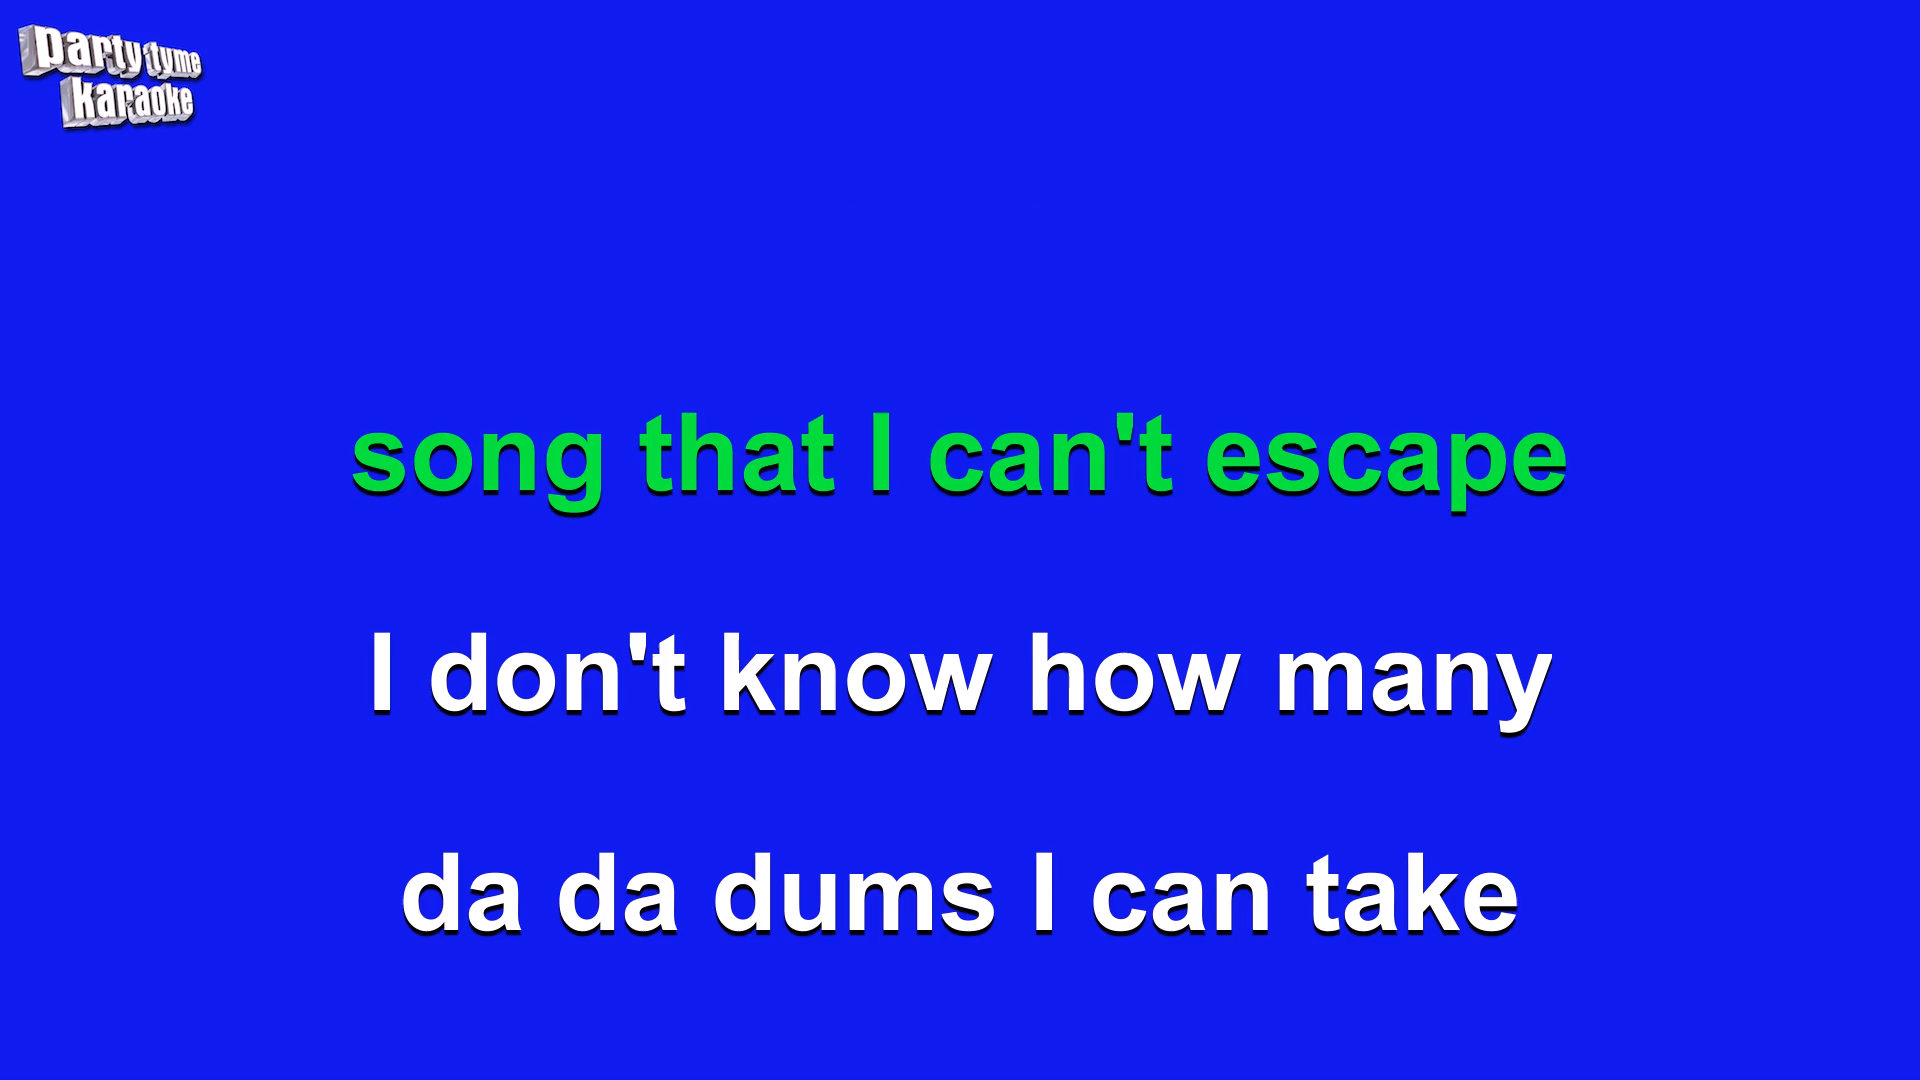 party tyme
karaoke
song that I can't escape
I don't know how many
da da dums I can take